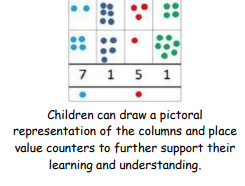 7 1 5 1
Children can draw a pictoral
representation of the columns and place
value counters to further support their
learning and understanding.